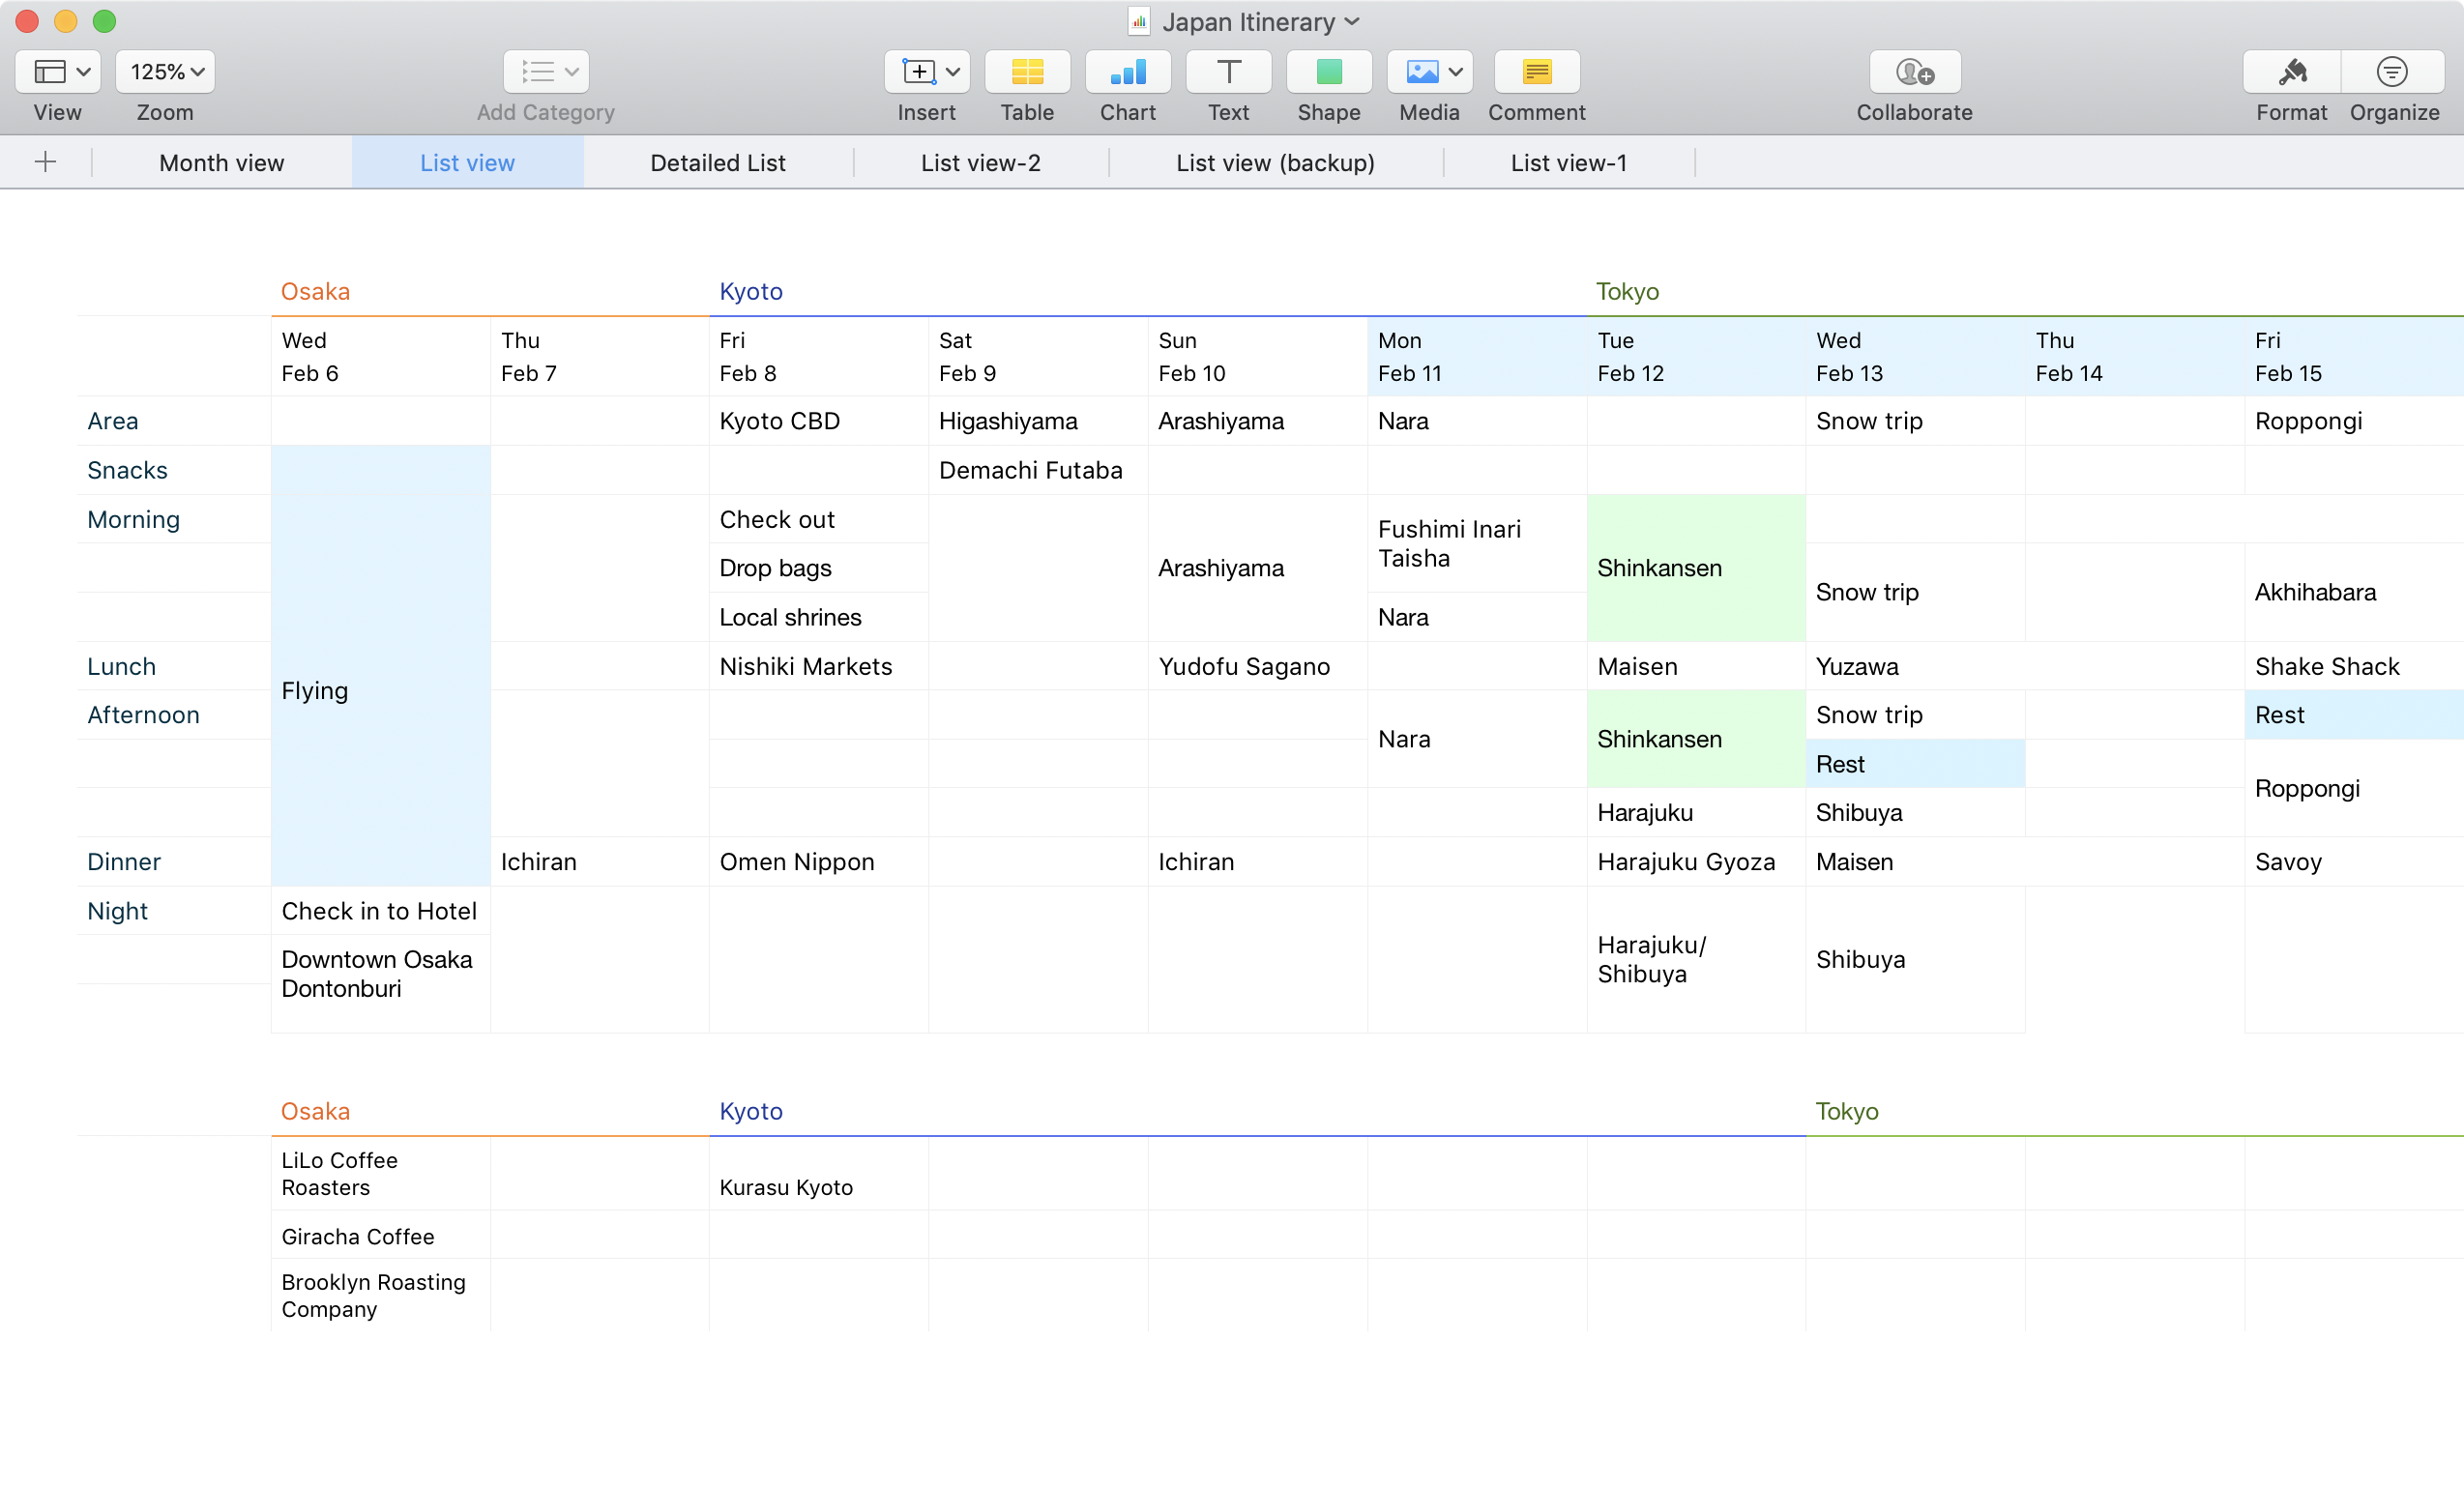 Japan Itinerary
125%
View
Zoom
Add Category
Insert
Table
Chart
Text
Shape
Media
Comment
Collaborate
Format
Organize
Month view
List view
Detailed List
List view-2
List view (backup)
List view-1
Osaka
Kyoto
Tokyo
Wed
Feb 6
Thu
Feb 7
Fri
Feb 8
Sat
Feb 9
Sun
Feb 10
Mon
Feb 11
Tue
Feb 12
Wed
Feb 13
Thu
Feb 14
Fri
Feb 15
Area
Kyoto CBD
Higashiyama
Arashiyama
Nara
Snow trip
Roppongi
Snacks
Demachi Futaba
Morning
Check out
Drop bags
Local shrines
Arashiyama
Fushimi Inari
Taisha
Nara
Shinkansen
Snow trip
Akhihabara
Flying
Lunch
Nishiki Markets
Yudofu Sagano
Maisen
Yuzawa
Shake Shack
Afternoon
Nara
Shinkansen
Harajuku
Snow trip
Rest
Shibuya
Rest
Roppongi
Dinner
Ichiran
Omen Nippon
Ichiran
Harajuku Gyoza
Maisen
Savoy
Night
Check in to Hotel
Downtown Osaka
Dontonburi
Harajuku/
Shibuya
Shibuya
Osaka
Kyoto
Tokyo
LiLo Coffee
Roasters
Kurasu Kyoto
Giracha Coffee
Brooklyn Roasting
Company